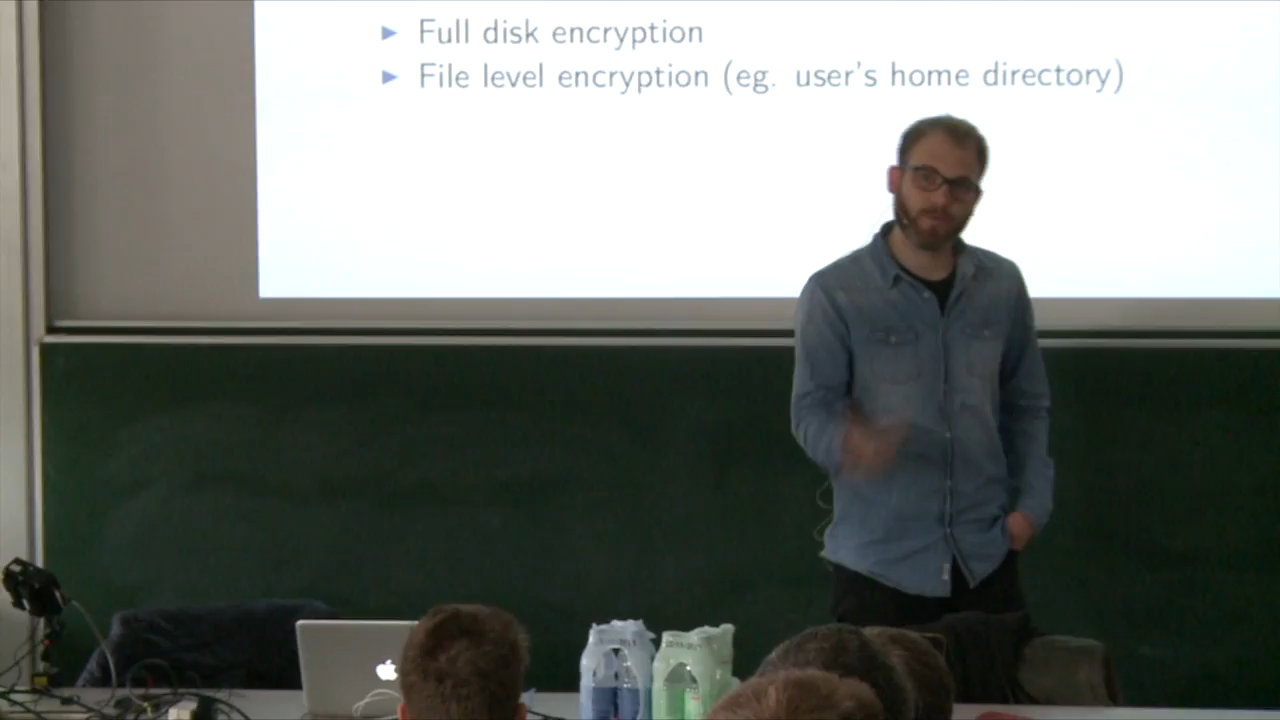 Full disk encryption
File level encryption (eg. user's home directory)